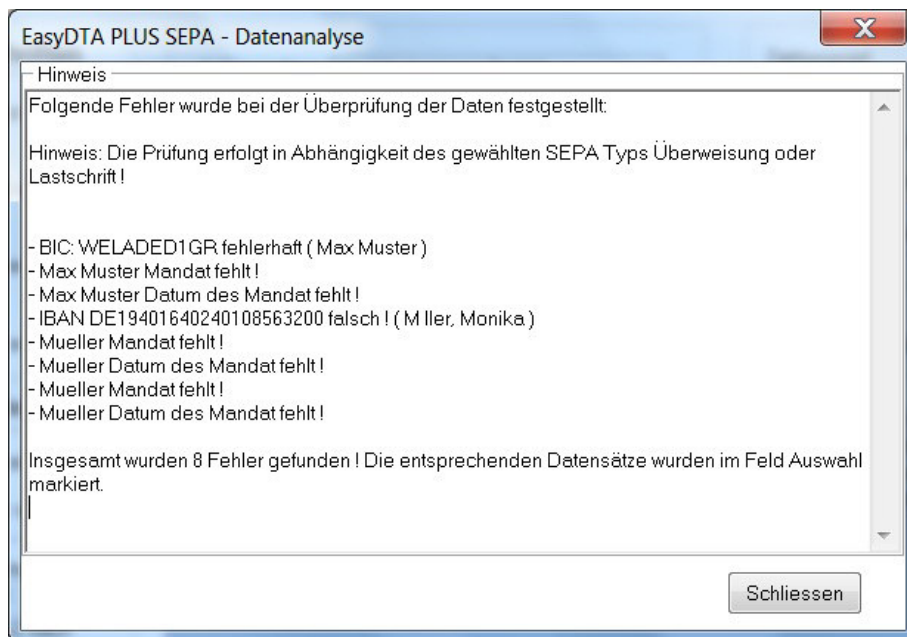 EasyDTA PLUS SEPA - Datenanalyse
Hinweis
Folgende Fehler wurde bei der Überprüfung der Daten festgestellt:
Hinweis: Die Prüfung erfolgt in Abhängigkeit des gewählten SEPA Typs Überweisung oder
Lastschrift !
- BIC: WELADED1GR fehlerhaft ( Max Muster )
- Max Muster Mandat fehlt !
- Max Muster Datum des Mandat fehlt !
- IBAN DE19401640240108563200 falsch ! ( M ller, Monika )
- Mueller Mandat fehlt !
- Mueller Datum des Mandat fehlt !
- Mueller Mandat fehlt !
- Mueller Datum des Mandat fehlt !
Insgesamt wurden 8 Fehler gefunden ! Die entsprechenden Datensätze wurden im Feld Auswahl
markiert.
Schliessen